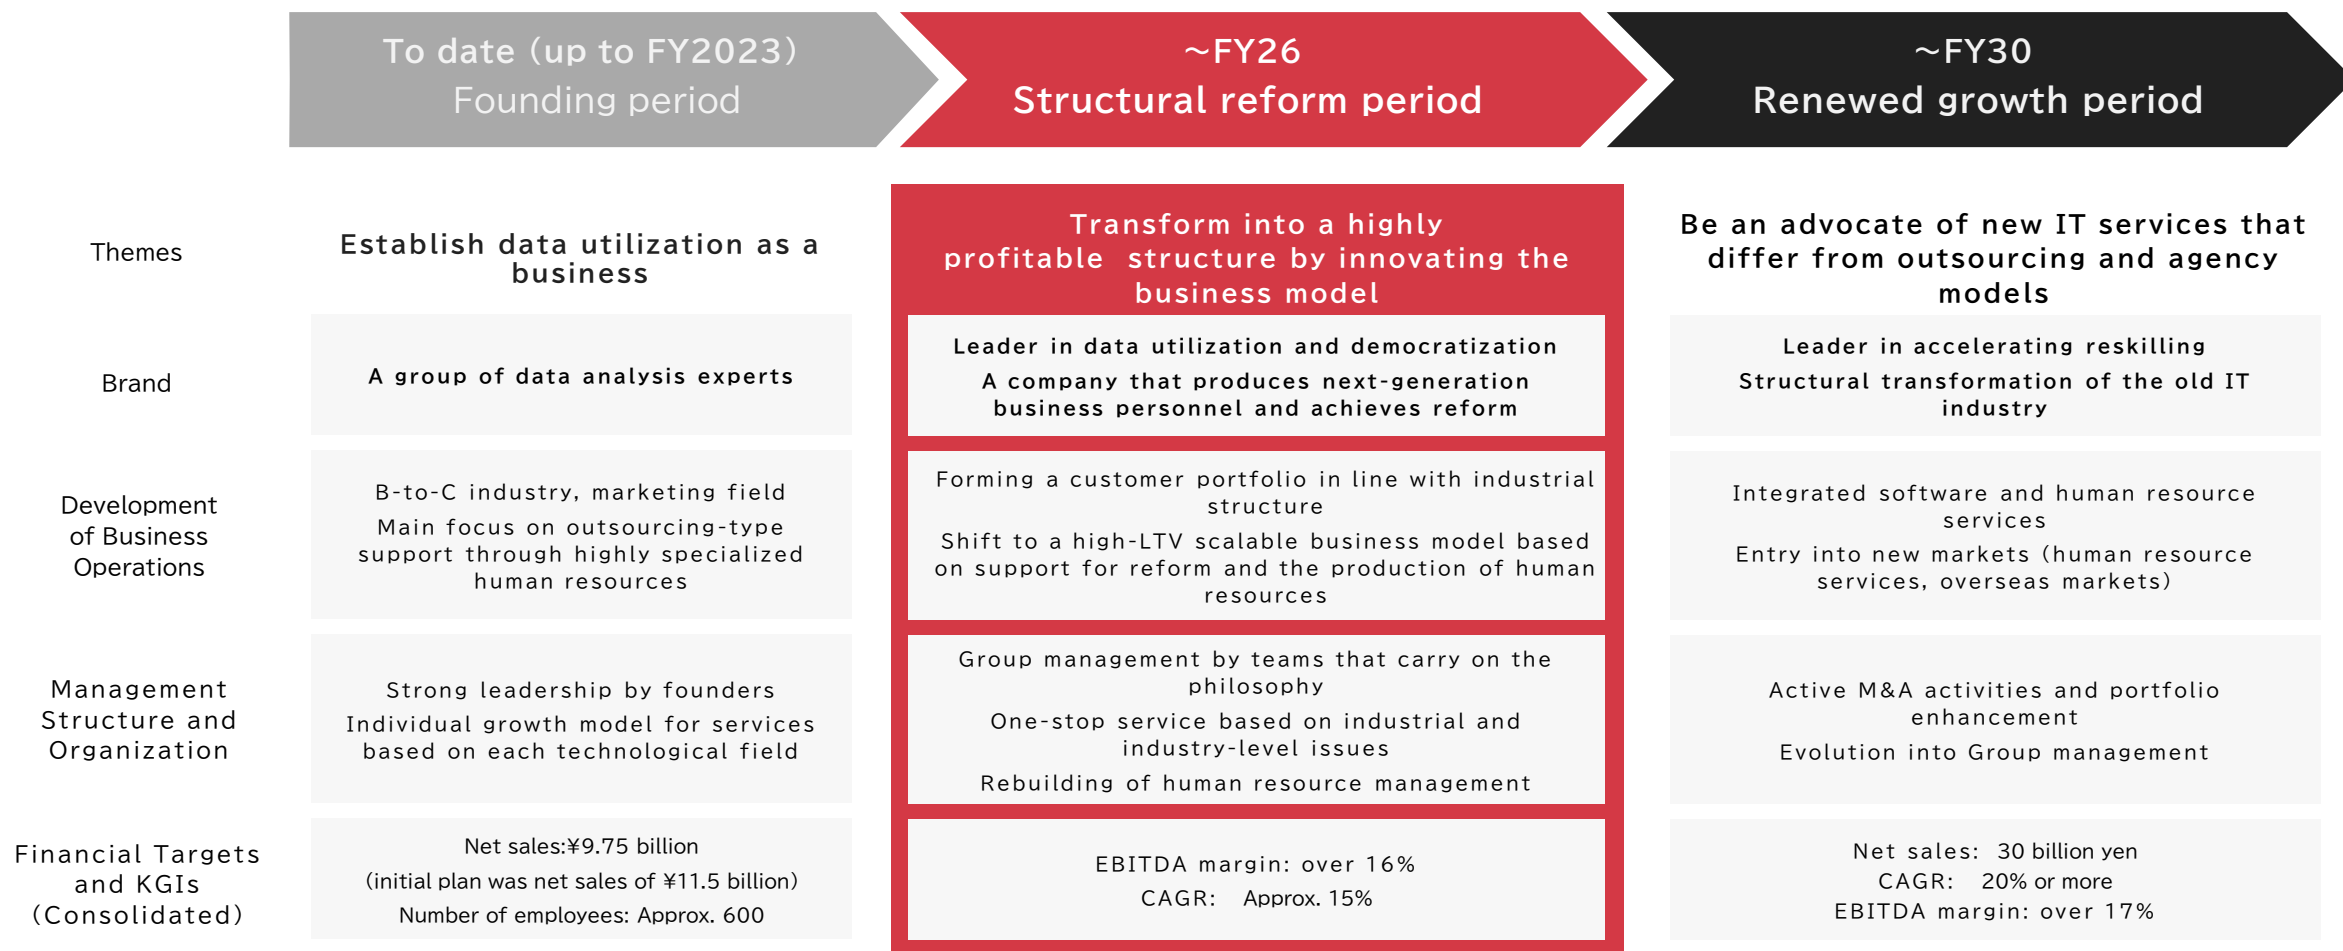 To date (up to FY2023)
Founding period
~FY26
Structural reform period
~FY30
Renewed growth period
Themes
Establish data utilization as a
business
Transform into a highly
profitable structure by innovating the
business model
Be an advocate of new IT services that
differ from outsourcing and agency
models
Brand
A group of data analysis experts
Leader in data utilization and democratization
A company that produces next-generation
business personnel and achieves reform
Leader in accelerating reskilling
Structural transformation of the old IT
industry
Development
of Business
Operations
B-to-C industry, marketing field
Main focus on outsourcing-type
support through highly specialized
human resources
Forming a customer portfolio in line with industrial
structure
Shift to a high-LTV scalable business model based
on support for reform and the production of human
resources
Integrated software and human resource
services
Entry into new markets (human resource
services, overseas markets)
Management
Structure and
Organization
Strong leadership by founders
Individual growth model for services
based on each technological field
Group management by teams that carry on the
philosophy
One-stop service based on industrial and
industry-level issues
Rebuilding of human resource management
Active M&A activities and portfolio
enhancement
Evolution into Group management
Financial Targets
and KGIs
(Consolidated)
Net sales:¥9.75 billion
(initial plan was net sales of ¥11.5 billion)
Number of employees: Approx. 600
EBITDA margin: over 16%
CAGR: Approx. 15%
Net sales: 30 billion yen
CAGR: 20% or more
EBITDA margin: over 17%